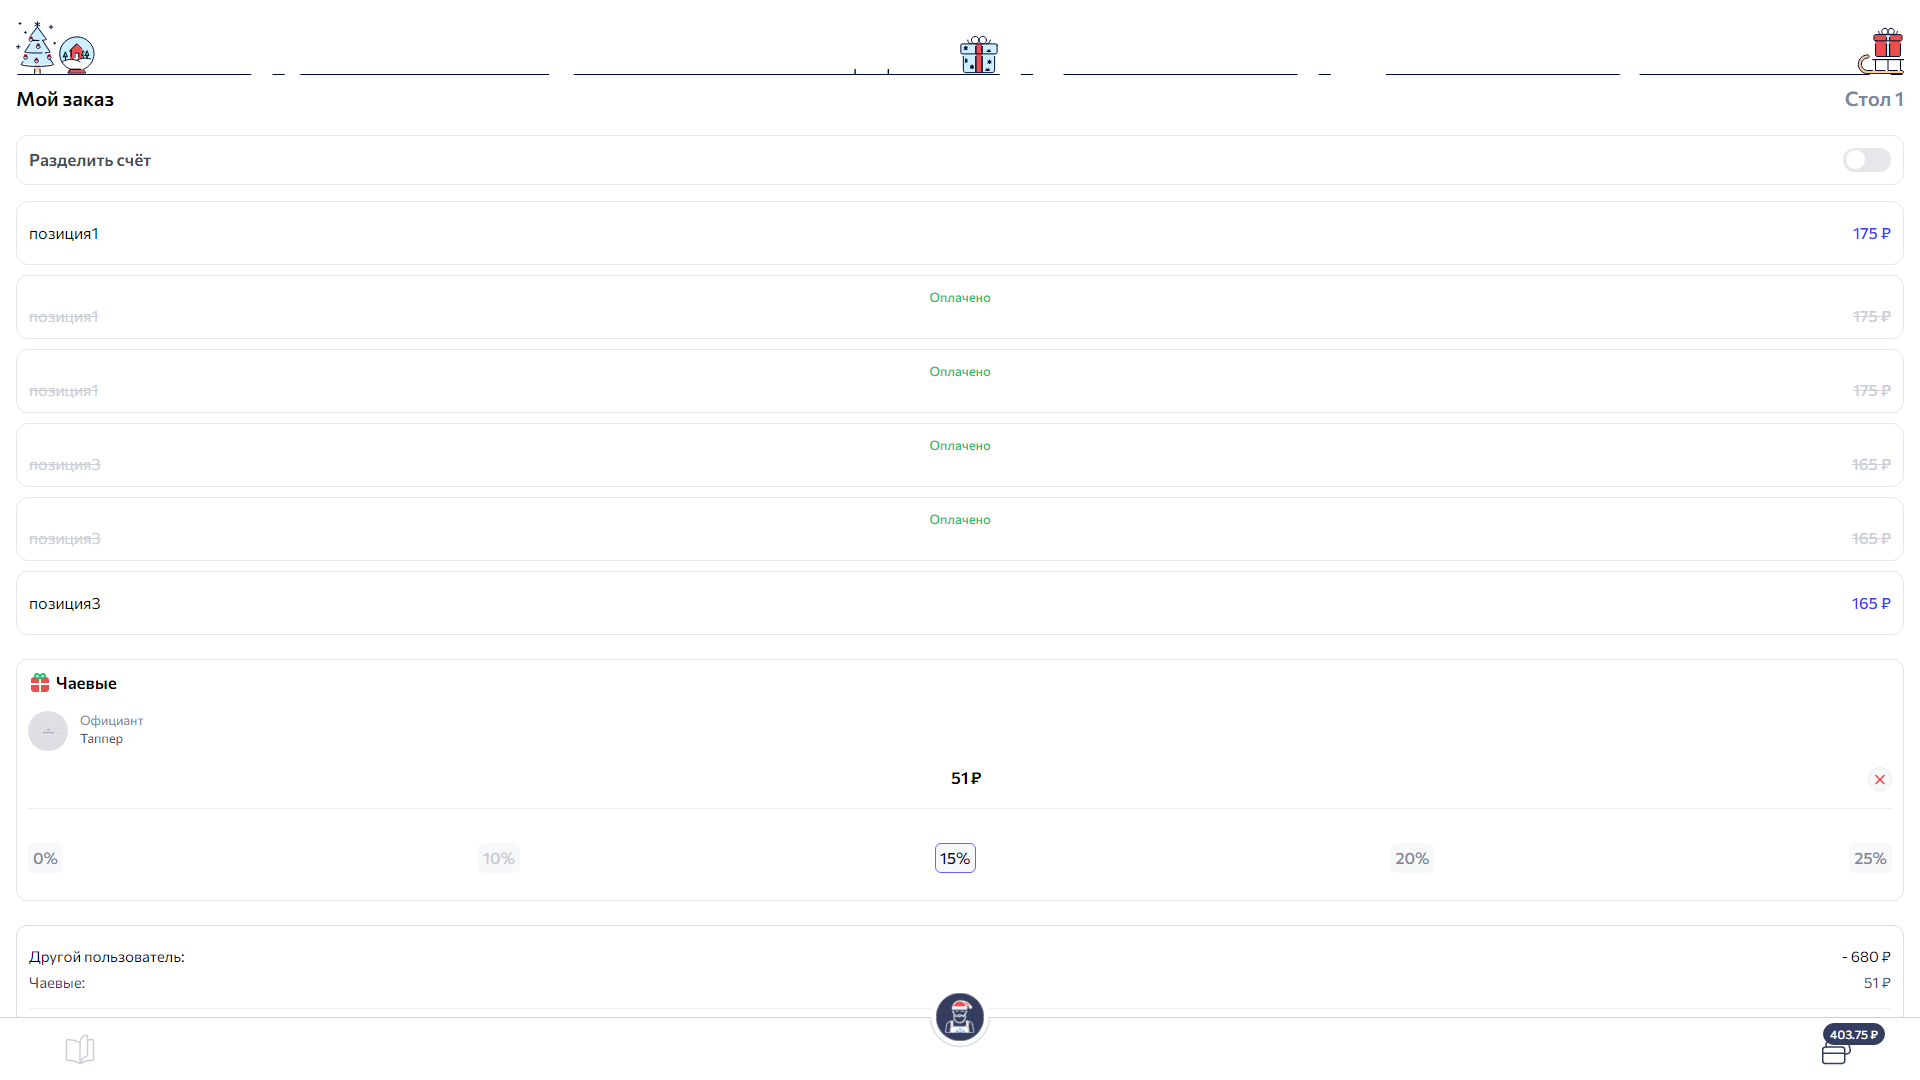 Мой заказ
Стол 1
Разделить счёт
позиция1
175 ₽
Оплачено
позиция1
175 ₽
Оплачено
позиция1
175 ₽
Оплачено
позиция3
165 ₽
Оплачено
позиция3
165 ₽
позиция3
165 ₽
Чаевые
Официант
Таппер
51 ₽
0%
10%
15%
20%
25%
Другой пользователь:
- 680 ₽
Чаевые:
51 ₽
403.75 ₽